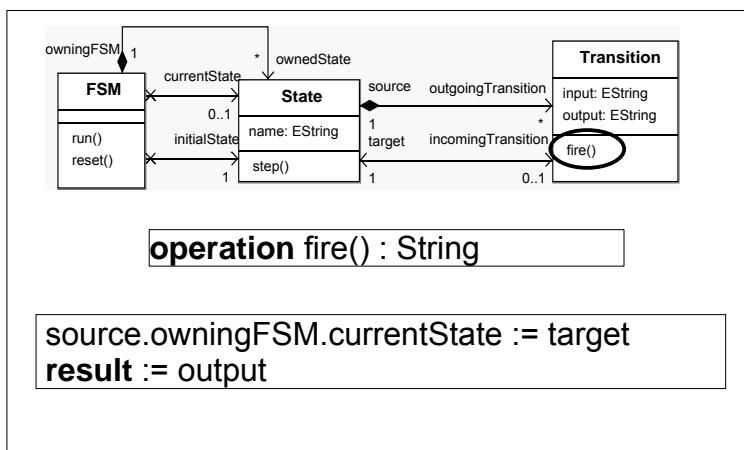 owningFSM 1
* ownedState
FSM
run()
reset()
currentState
0..1
initialState
1
State
name: EString
step()
source
1
outgoingTransition
*
target
1
incomingTransition
0..1
Transition
input: EString
output: EString
fire()
operation fire() : String
source.owningFSM.currentState := target
result := output